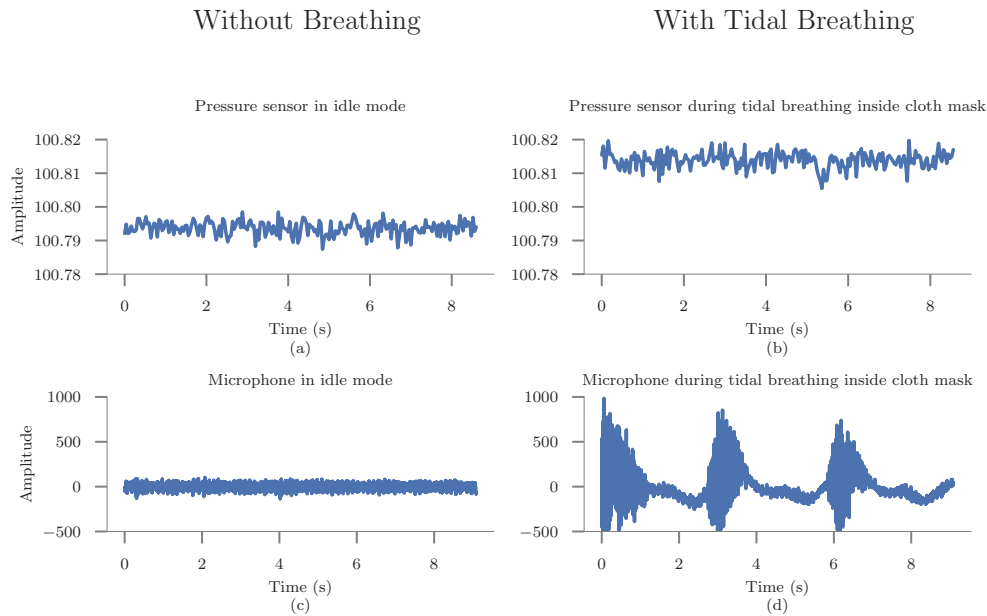 Without Breathing
With Tidal Breathing
Pressure sensor in idle mode
100.82
100.81
100.80
100.79
100.78
Amplitude
0 2 4 6 8
Time (s)
(a)
Pressure sensor during tidal breathing inside cloth mask
100.82
100.81
100.80
100.79
100.78
0 2 4 6 8
Time (s)
(b)
Microphone in idle mode
1000
500
0
−500
Amplitude
0 2 4 6 8
Time (s)
(c)
Microphone during tidal breathing inside cloth mask
1000
500
0
−500
0 2 4 6 8
Time (s)
(d)